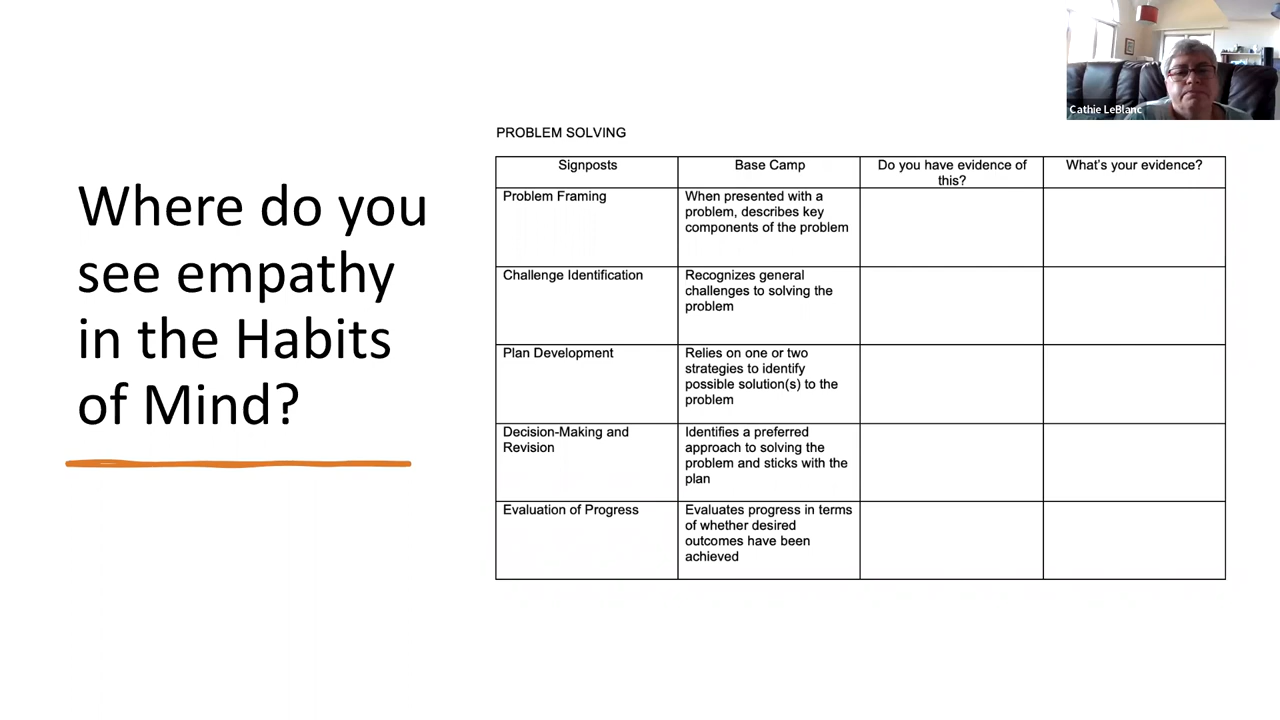 Cathie LeBlanc
Where do you
see empathy
in the Habits
of Mind?
PROBLEM SOLVING
Signposts
Base Camp
Do you have evidence of
this?
What's your evidence?
Problem Framing
When presented with a
problem, describes key
components of the problem
Challenge Identification
Recognizes general
challenges to solving the
problem
Plan Development
Relies on one or two
strategies to identify
possible solution(s) to the
problem
Decision-Making and
Revision
Identifies a preferred
approach to solving the
problem and sticks with the
plan
Evaluation of Progress
Evaluates progress in terms
of whether desired
outcomes have been
achieved